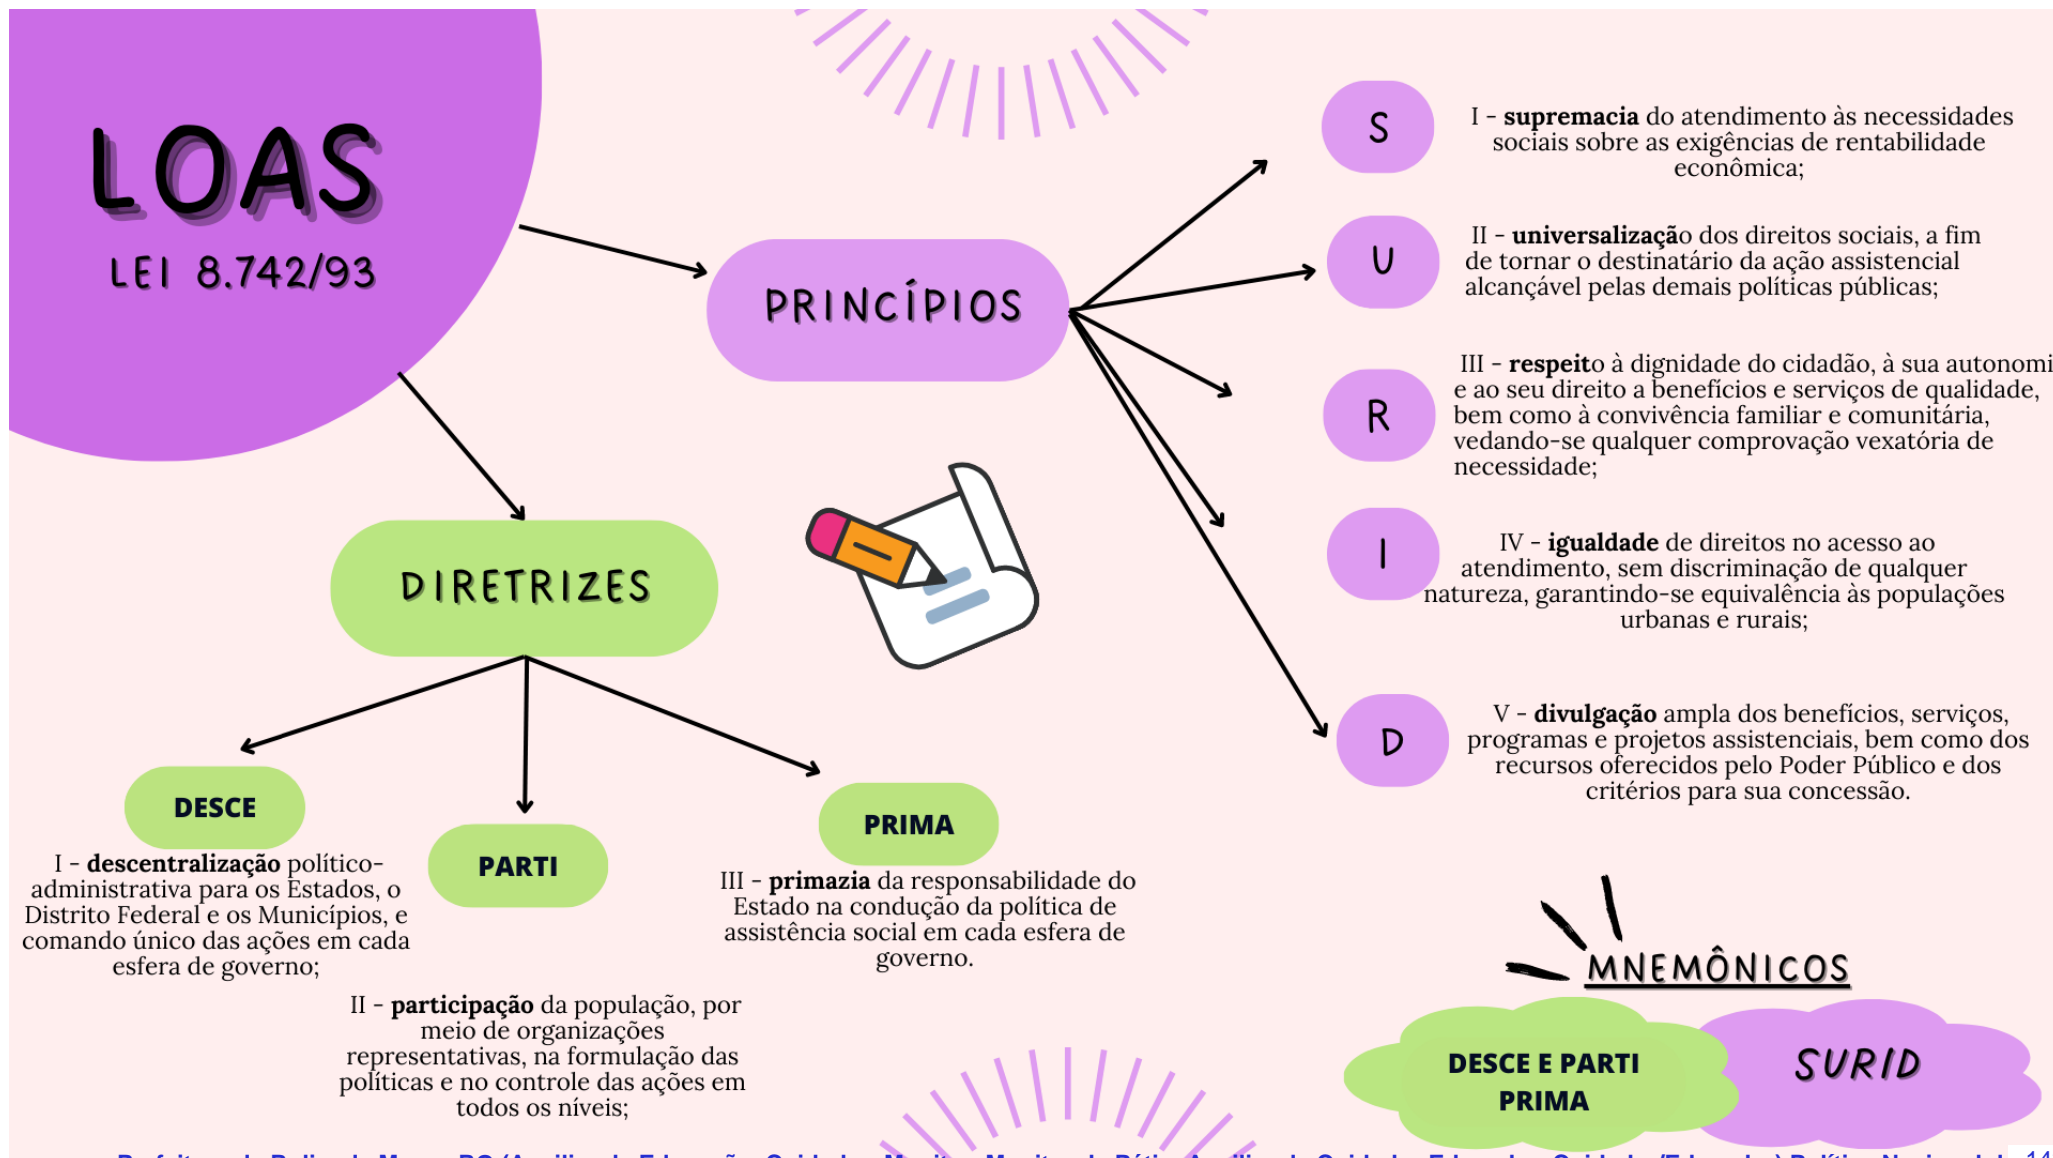 LOAS
LEI 8.742/93
PRINCÍPIOS
S
I - supremacia do atendimento às necessidades
sociais sobre as exigências de rentabilidade
econômica;
U
II - universalização dos direitos sociais, a fim
de tornar o destinatário da ação assistencial
alcançável pelas demais políticas públicas;
R
III - respeito à dignidade do cidadão, à sua autonomi
e ao seu direito a benefícios e serviços de qualidade,
bem como à convivência familiar e comunitária,
vedando-se qualquer comprovação vexatória de
necessidade;
I
IV - igualdade de direitos no acesso ao
atendimento, sem discriminação de qualquer
natureza, garantindo-se equivalência às populações
urbanas e rurais;
D
V - divulgação ampla dos benefícios, serviços,
programas e projetos assistenciais, bem como dos
recursos oferecidos pelo Poder Público e dos
critérios para sua concessão.
DIRETRIZES
DESCE
I - descentralização político-
administrativa para os Estados, o
Distrito Federal e os Municípios, e
comando único das ações em cada
esfera de governo;
PARTI
II - participação da população, por
meio de organizações
representativas, na formulação das
políticas e no controle das ações em
todos os níveis;
PRIMA
III - primazia da responsabilidade do
Estado na condução da política de
assistência social em cada esfera de
governo.
MNEMÔNICOS
DESCE E PARTI
PRIMA
SURID